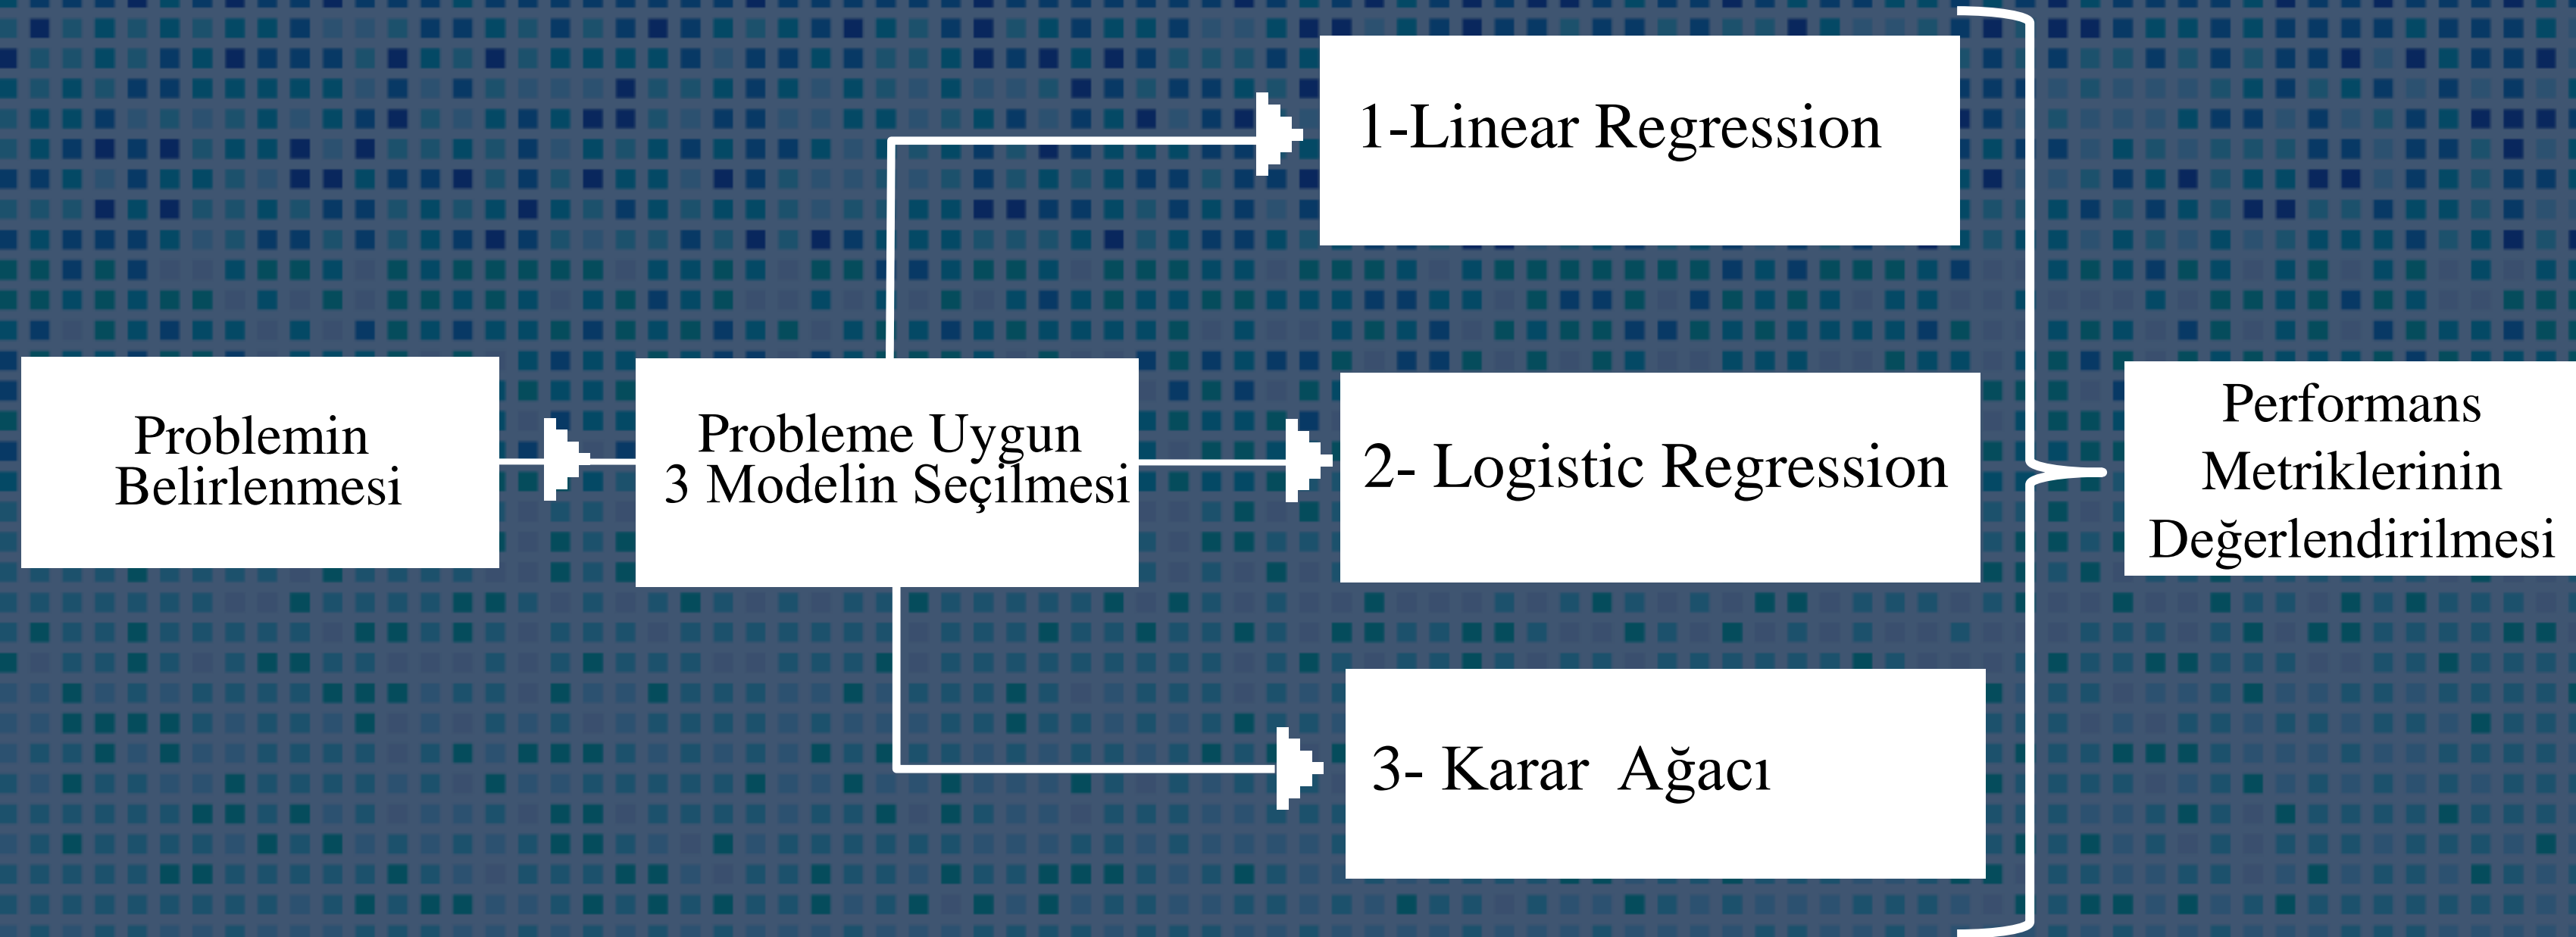 Problemin
Belirlenmesi
Probleme Uygun
3 Modelin Seçilmesi
1-Linear Regression
2- Logistic Regression
3- Karar Ağacı
Performans
Metriklerinin
Değerlendirilmesi